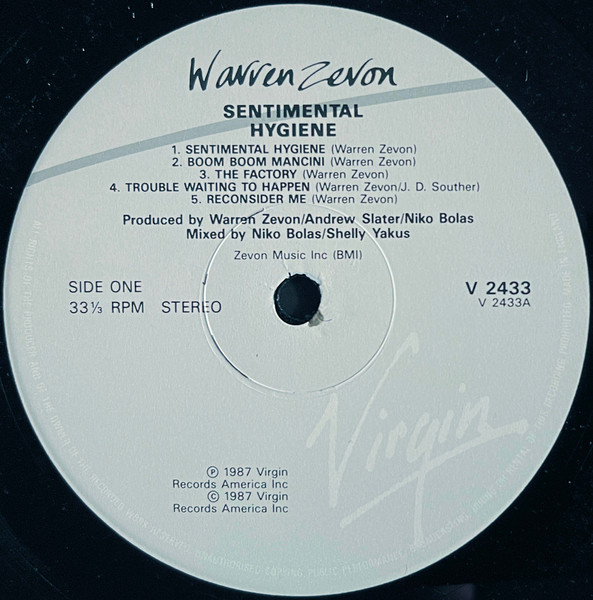 Warren Zevon
SENTIMENTAL
HYGIENE
1. SENTIMENTAL HYGIENE (Warren Zevon)
2. BOOM BOOM MANCINI (Warren Zevon)
3. THE FACTORY (Warren Zevon)
4. TROUBLE WAITING TO HAPPEN (Warren Zevon/J. D. Souther)
5. RECONSIDER ME (Warren Zevon)
Produced by Warren Zevon/Andrew Slater/Niko Bolas
Mixed by Niko Bolas/Shelly Yakus
Zevon Music Inc (BMI)
SIDE ONE
33⅓ RPM STEREO
V 2433
V 2433A
Virgin
℗ 1987 Virgin
Records America Inc
© 1987 Virgin
Records America Inc